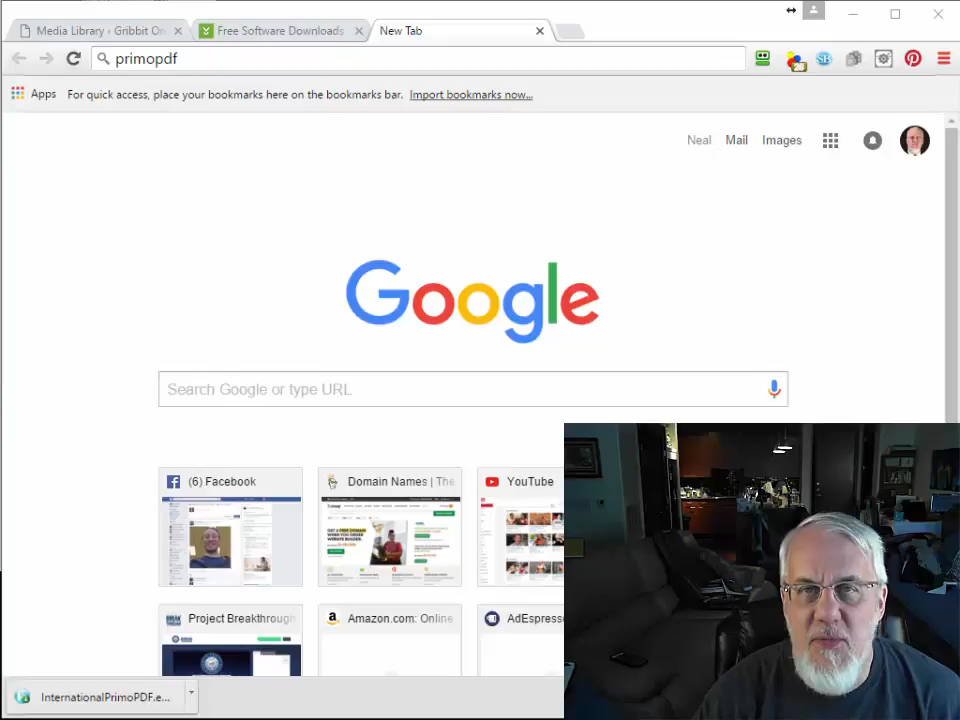 Media Library ‹ Gribbit On
Free Software Downloads
New Tab
primopdf
Apps
For quick access, place your bookmarks here on the bookmarks bar.
Import bookmarks now...
Neal
Mail
Images
Google
Search Google or type URL
(6) Facebook
Domain Names | The
YouTube
Project Breakthrough
Amazon.com: Online
AdEspresso
InternationalPrimoPDF.e...